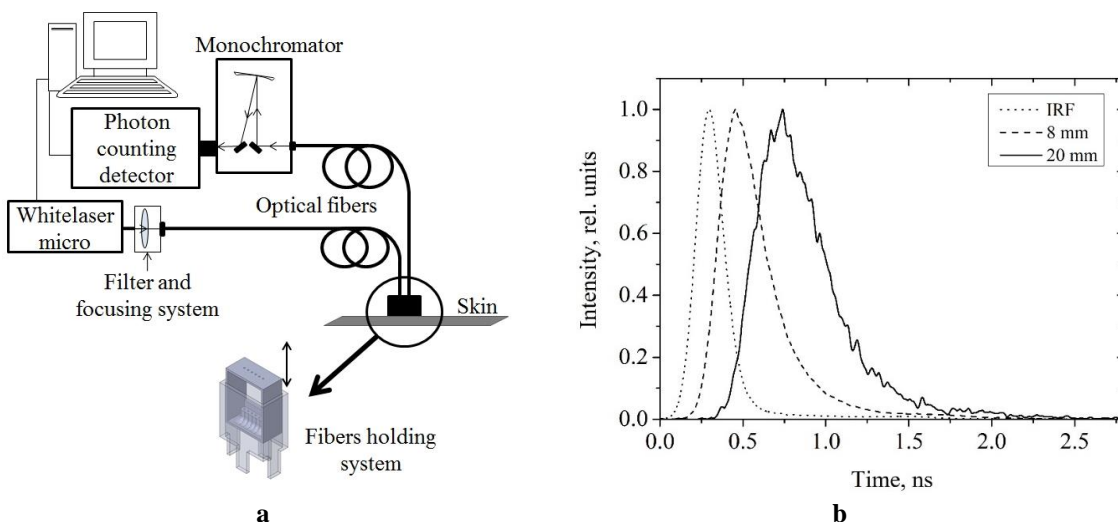 Monochromator
Photon
counting
detector
Whitelaser
micro
Optical fibers
Filter and
focusing system
Skin
Fibers holding
system
a
Intensity, rel. units
1.0
0.8
0.6
0.4
0.2
0.0
0.0
0.5
1.0
1.5
2.0
2.5
Time, ns
IRF
8 mm
20 mm
b